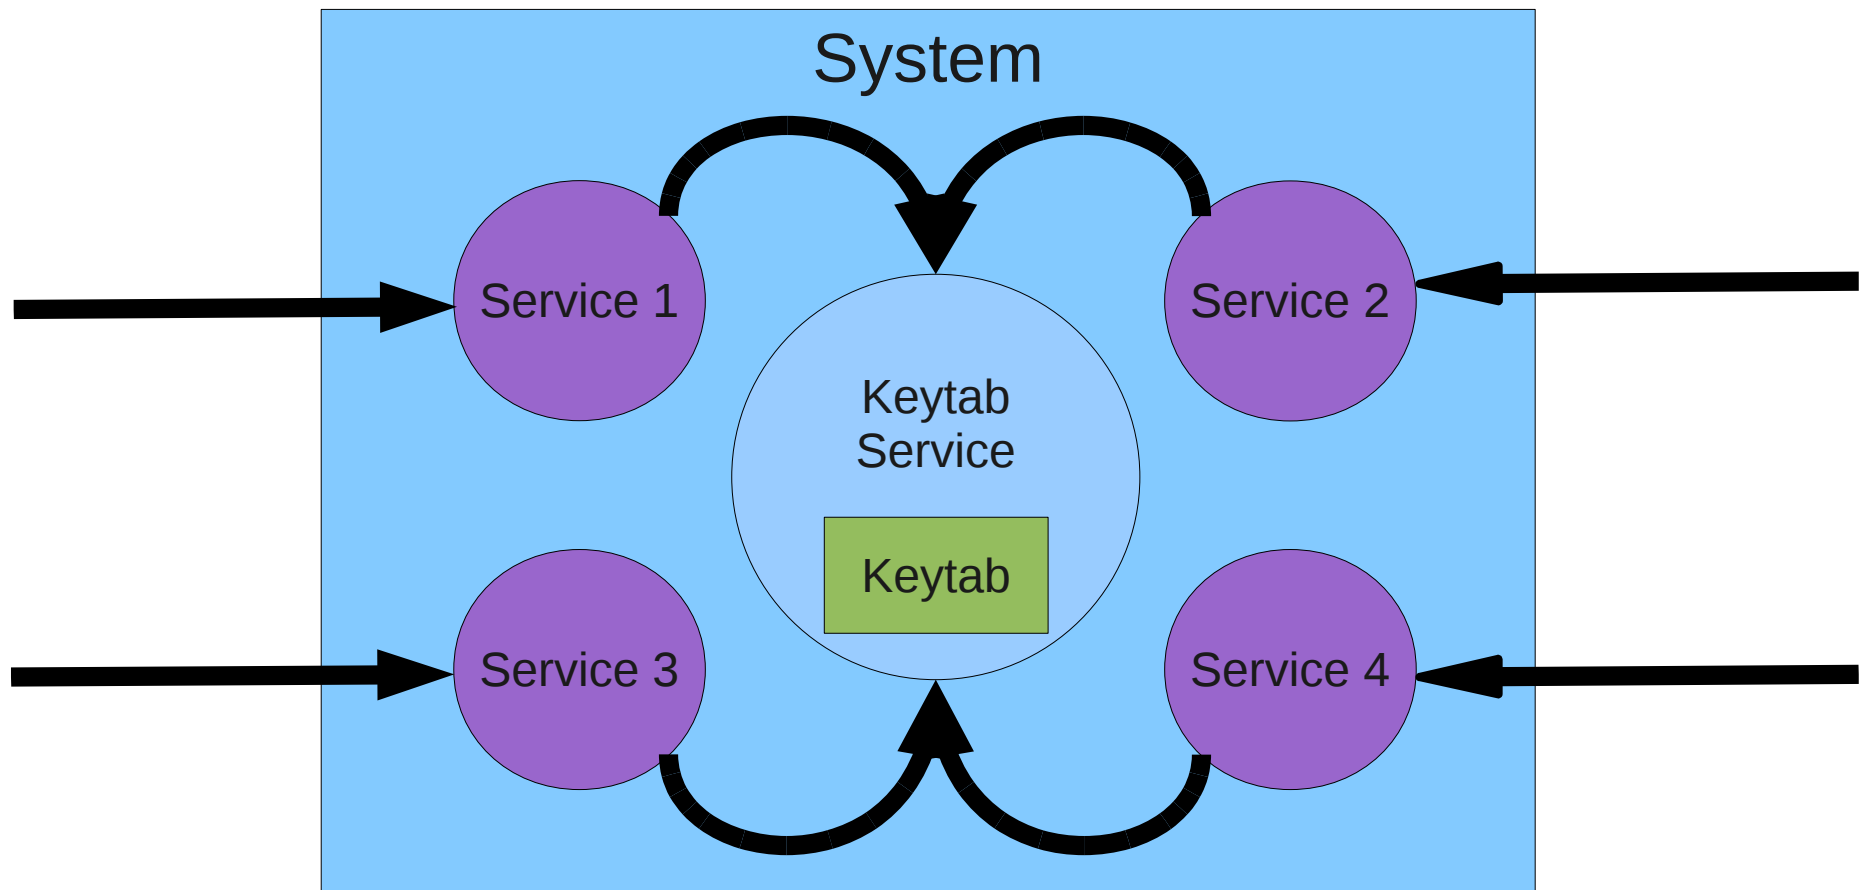 System
Service 1
Service 2
Keytab
Service
Keytab
Service 3
Service 4